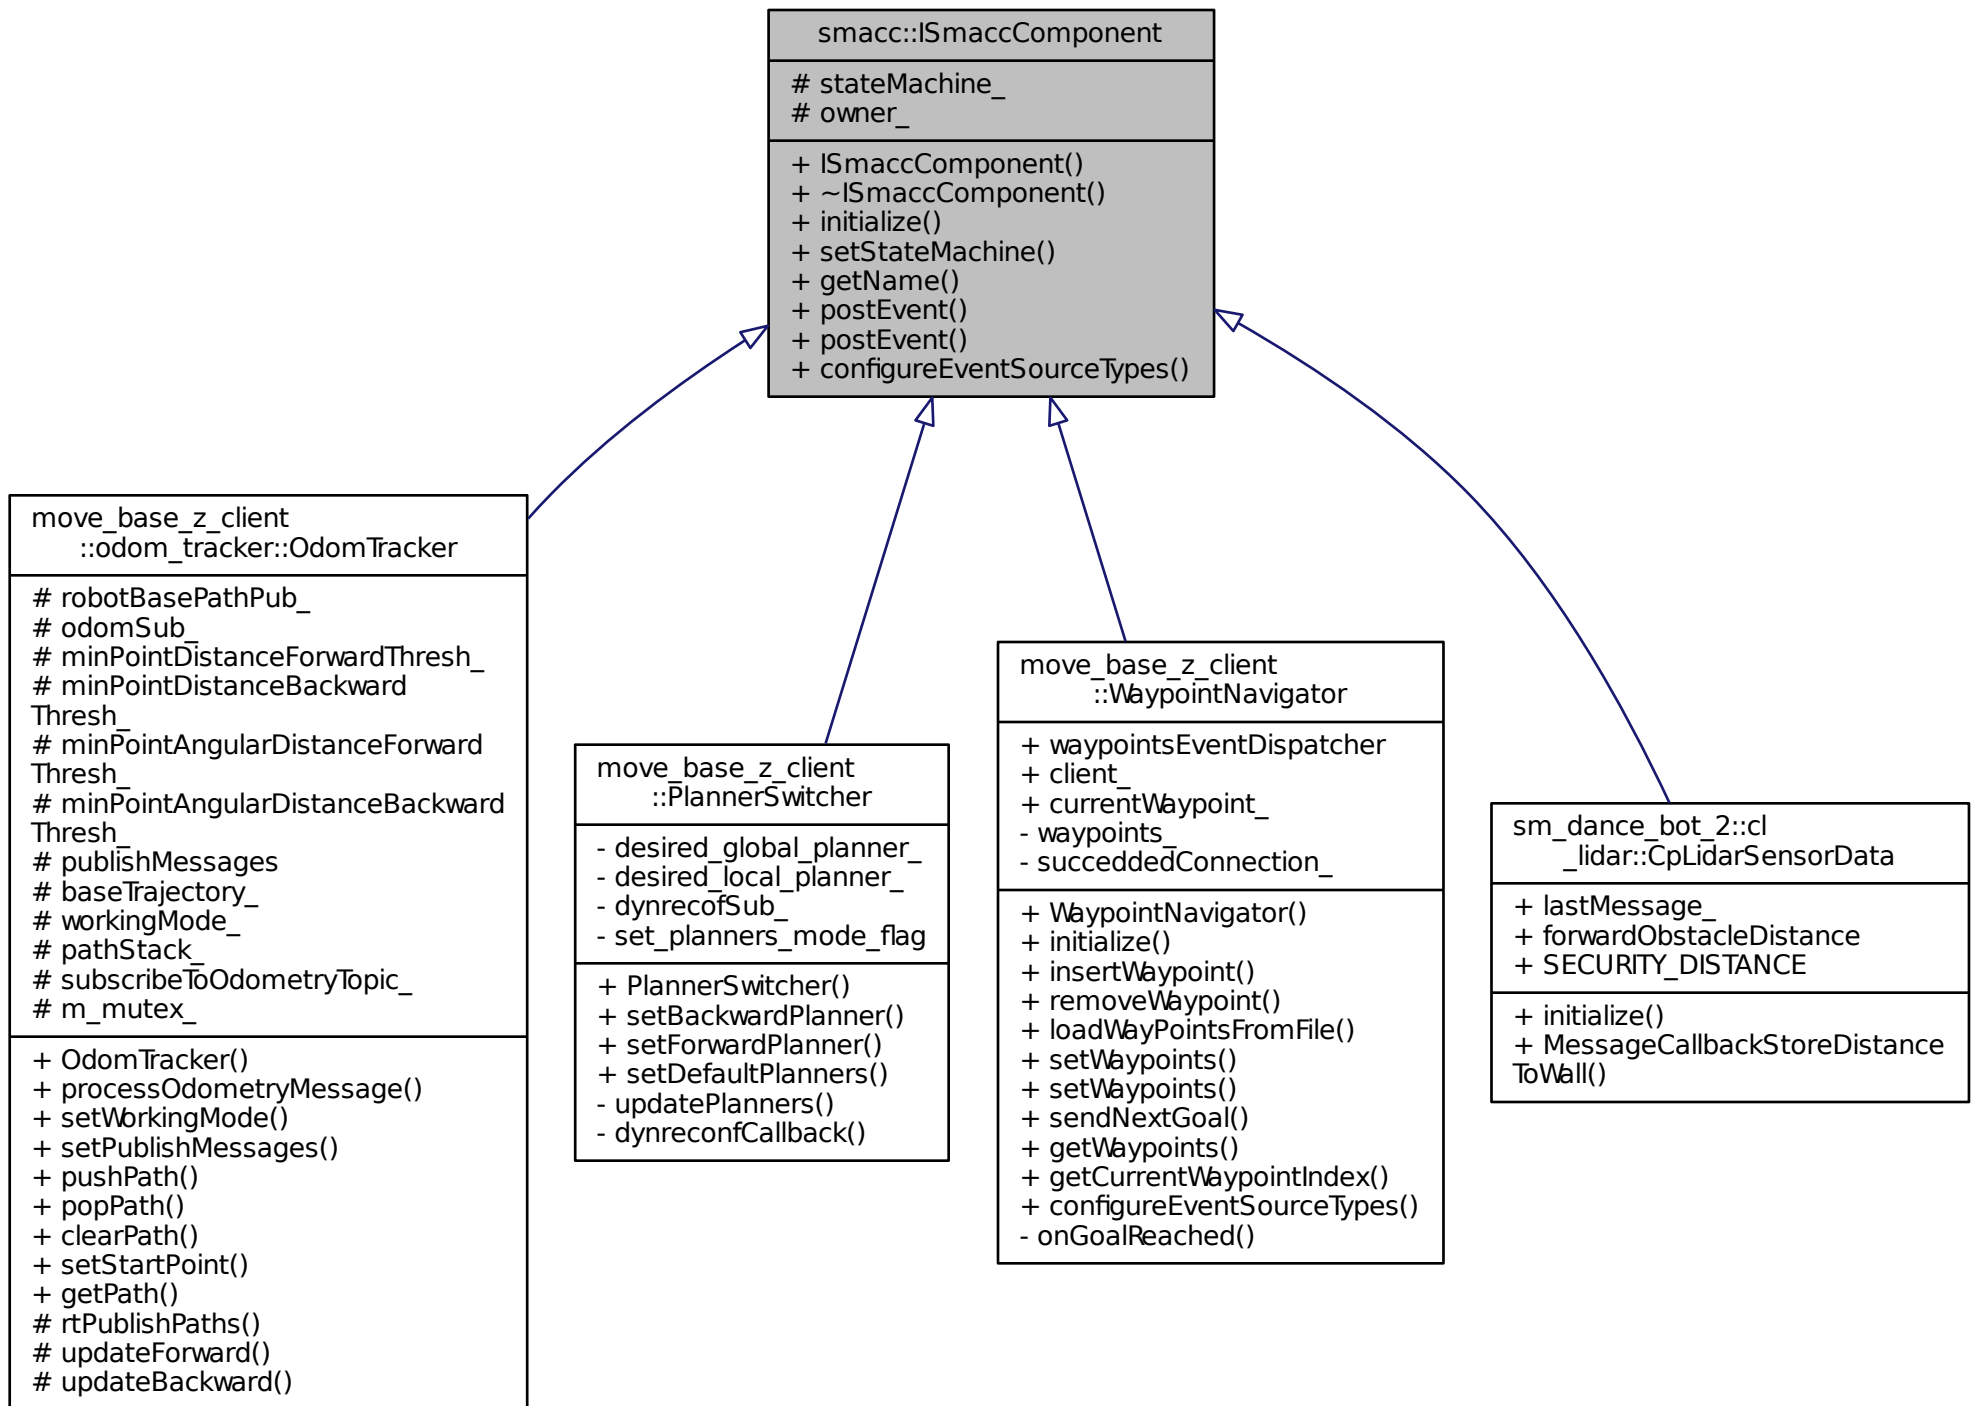 smacc::ISmaccComponent
# stateMachine_
# owner_
+ ISmaccComponent()
+ ~ISmaccComponent()
+ initialize()
+ setStateMachine()
+ getName()
+ postEvent()
+ postEvent()
+ configureEventSourceTypes()
move_base_z_client
::odom_tracker::OdomTracker
# robotBasePathPub_
# odomSub_
# minPointDistanceForwardThresh_
# minPointDistanceBackward
Thresh_
# minPointAngularDistanceForward
Thresh_
# minPointAngularDistanceBackward
Thresh_
# publishMessages
# baseTrajectory_
# workingMode_
# pathStack_
# subscribeToOdometryTopic_
# m_mutex_
+ OdomTracker()
+ processOdometryMessage()
+ setWorkingMode()
+ setPublishMessages()
+ pushPath()
+ popPath()
+ clearPath()
+ setStartPoint()
+ getPath()
# rtPublishPaths()
# updateForward()
# updateBackward()
move_base_z_client
::PlannerSwitcher
- desired_global_planner_
- desired_local_planner_
- dynrecofSub_
- set_planners_mode_flag
+ PlannerSwitcher()
+ setBackwardPlanner()
+ setForwardPlanner()
+ setDefaultPlanners()
- updatePlanners()
- dynreconfCallback()
move_base_z_client
::WaypointNavigator
+ waypointsEventDispatcher
+ client_
+ currentWaypoint_
- waypoints_
- succeddedConnection_
+ WaypointNavigator()
+ initialize()
+ insertWaypoint()
+ removeWaypoint()
+ loadWayPointsFromFile()
+ setWaypoints()
+ setWaypoints()
+ sendNextGoal()
+ getWaypoints()
+ getCurrentWaypointIndex()
+ configureEventSourceTypes()
- onGoalReached()
sm_dance_bot_2::cl
_lidar::CpLidarSensorData
+ lastMessage_
+ forwardObstacleDistance
+ SECURITY_DISTANCE
+ initialize()
+ MessageCallbackStoreDistance
ToWall()